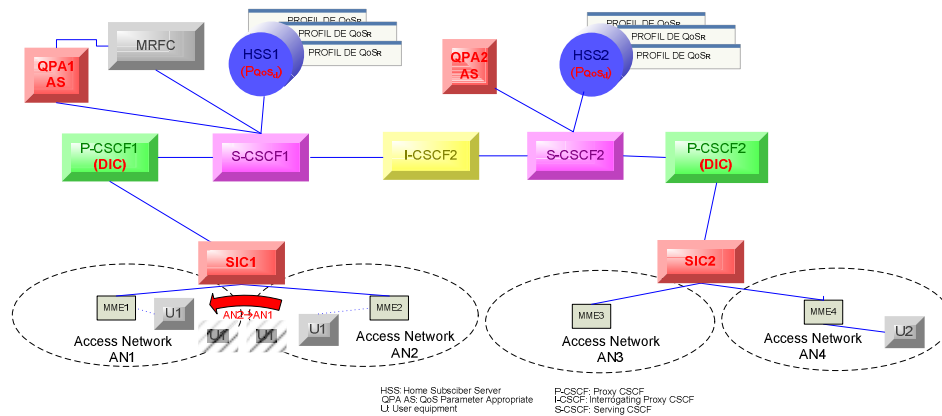 PROFIL DE QoSR
PROFIL DE QoSR
PROFIL DE QoSR
PROFIL DE QoSR
PROFIL DE QoSR
PROFIL DE QoSR
MRFC
QPA1
AS
HSS1
(PQoSd)
QPA2
AS
HSS2
(PQoSd)
P-CSCF1
(DIC)
S-CSCF1
I-CSCF2
S-CSCF2
P-CSCF2
(DIC)
SIC1
SIC2
MME1
U1
AN2→AN1
U1
U1
U1
MME2
MME3
MME4
U2
Access Network
AN1
Access Network
AN2
Access Network
AN3
Access Network
AN4
HSS: Home Subsciber Server
QPA AS: QoS Parameter Appropriate
U: User equipment
P-CSCF: Proxy CSCF
I-CSCF: Interrogating Proxy CSCF
S-CSCF: Serving CSCF